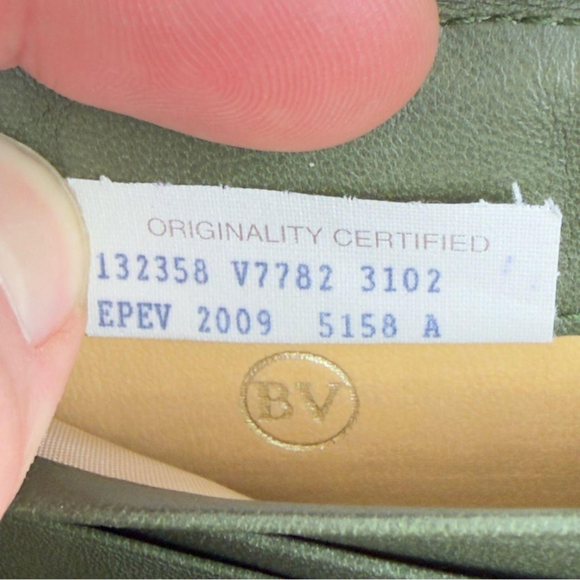 ORIGINALITY CERTIFIED
132358 V7782 3102
EPEV 2009 5158 A
BV